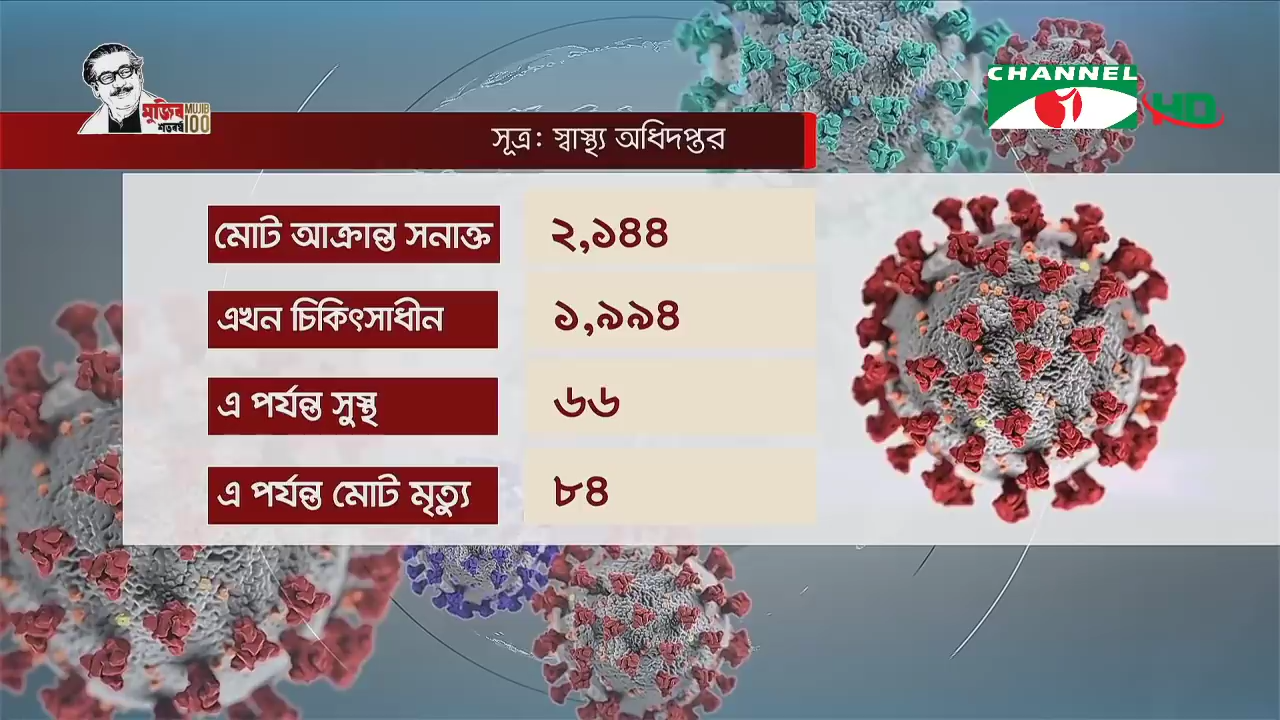 মুজিব
শতবর্ষ
MUJIB
100
CHANNEL
HD
সূত্র: স্বাস্থ্য অধিদপ্তর
মোট আক্রান্ত সনাক্ত ২,১৪৪
এখন চিকিৎসাধীন ১,৯৯৪
এ পর্যন্ত সুস্থ ৬৬
এ পর্যন্ত মোট মৃত্যু ৮৪